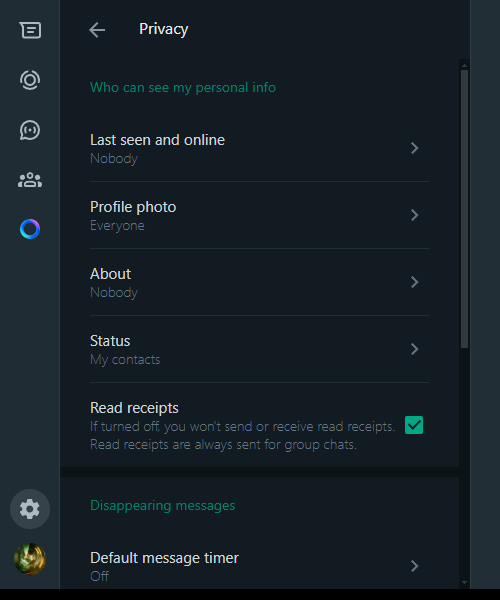 Privacy
Who can see my personal info
Last seen and online
Nobody
Profile photo
Everyone
About
Nobody
Status
My contacts
Read receipts
If turned off, you won't send or receive read receipts.
Read receipts are always sent for group chats.
Disappearing messages
Default message timer
Off